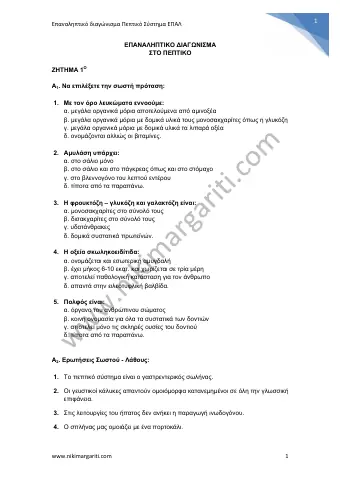 Επαναληπτικό διαγώνισμα Πεπτικό Σύστημα ΕΠΑΛ
1
ΕΠΑΝΑΛΗΠΤΙΚΟ ΔΙΑΓΩΝΙΣΜΑ
ΣΤΟ ΠΕΠΤΙΚΟ
ΖΗΤΗΜΑ 1Ο
Α₁. Να επιλέξετε την σωστή πρόταση:
1. Με τον όρο λευκώματα εννοούμε:
α. μεγάλα οργανικά μόρια αποτελούμενα από αμινοξέα
β. μεγάλα οργανικά μόρια με δομικά υλικά τους μονοσακχαρίτες όπως η γλυκόζη
γ. μεγάλα οργανικά μόρια με δομικά υλικά τα λιπαρά οξέα
δ. ονομάζονται αλλιώς οι βιταμίνες.
2. Αμυλάση υπάρχει:
α. στο σάλιο μόνο
β. στο σάλιο και στο πάγκρεας όπως και στο στόμαχο
γ. στο βλεννογόνο του λεπτού εντέρου
δ. τίποτα από τα παραπάνω.
3. Η φρουκτόζη – γλυκόζη και γαλακτόζη είναι:
α. μονοσακχαρίτες στο σύνολό τους
β. δισακχαρίτες στο σύνολό τους
γ. υδατάνθρακες
δ. δομικά συστατικά πρωτεϊνών.
4. Η οξεία σκωληκοειδίτιδα:
α. ονομάζεται και εσωτερική αμυγδαλή
β. έχει μήκος 6-10 εκατ. και χωρίζεται σε τρία μέρη
γ. αποτελεί παθολογική κατάσταση για τον άνθρωπο
δ. απαντά στην ειλεοτυφλική βαλβίδα.
5. Πολφός είναι:
α. όργανο του ανθρώπινου σώματος
β. κοινή ονομασία για όλα τα συστατικά των δοντιών
γ. αποτελεί μόνο τις σκληρές ουσίες του δοντιού
δ. τίποτα από τα παραπάνω.
Α₂. Ερωτήσεις Σωστού - Λάθους:
1. Το πεπτικό σύστημα είναι ο γαστρεντερικός σωλήνας.
2. Οι γευστικοί κάλυκες απαντούν ομοιόμορφα κατανεμημένοι σε όλη την γλωσσική
επιφάνεια.
3. Στις λειτουργίες του ήπατος δεν ανήκει η παραγωγή ινωδογόνου.
4. Ο σπλήνας μας ομοιάζει με ένα πορτοκάλι.
www.nikimargariti.com
1
www.nikimargariti.com